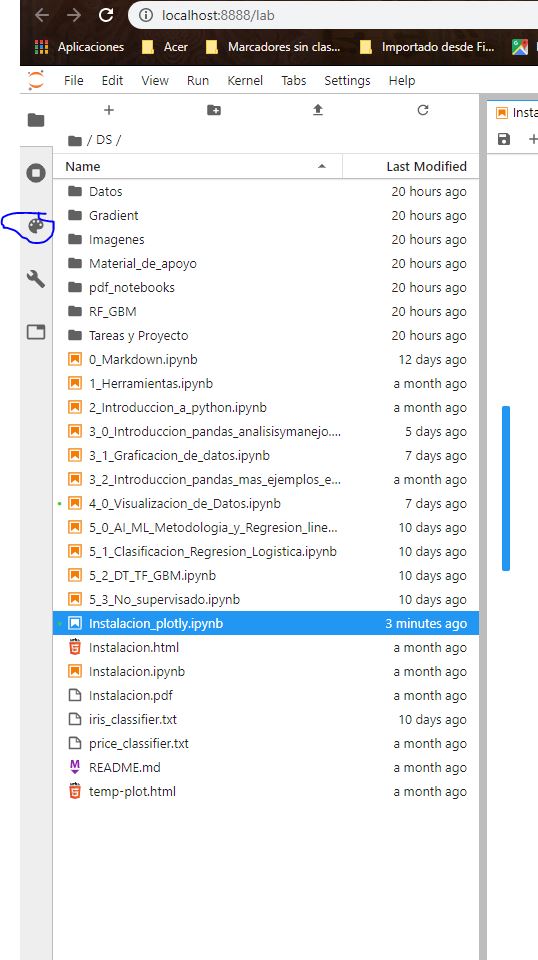 localhost:8888/lab
Aplicaciones Acer Marcadores sin clas... Importado desde Fi...
File Edit View Run Kernel Tabs Settings Help
/ DS /
Insta
Name Last Modified
Datos 20 hours ago
Gradient 20 hours ago
Imagenes 20 hours ago
Material_de_apoyo 20 hours ago
pdf_notebooks 20 hours ago
RF_GBM 20 hours ago
Tareas y Proyecto 20 hours ago
0_Markdown.ipynb 12 days ago
1_Herramientas.ipynb a month ago
2_Introduccion_a_python.ipynb a month ago
3_0_Introduccion_pandas_analisisymanejo.... 5 days ago
3_1_Graficacion_de_datos.ipynb 7 days ago
3_2_Introduccion_pandas_mas_ejemplos_e... a month ago
4_0_Visualizacion_de_Datos.ipynb 7 days ago
5_0_AI_ML_Metodologia_y_Regresion_line... 10 days ago
5_1_Clasificacion_Regresion_Logistica.ipynb 10 days ago
5_2_DT_TF_GBM.ipynb 10 days ago
5_3_No_supervisado.ipynb 10 days ago
Instalacion_plotly.ipynb 3 minutes ago
Instalacion.html a month ago
Instalacion.ipynb a month ago
Instalacion.pdf a month ago
iris_classifier.txt 10 days ago
price_classifier.txt a month ago
README.md a month ago
temp-plot.html a month ago